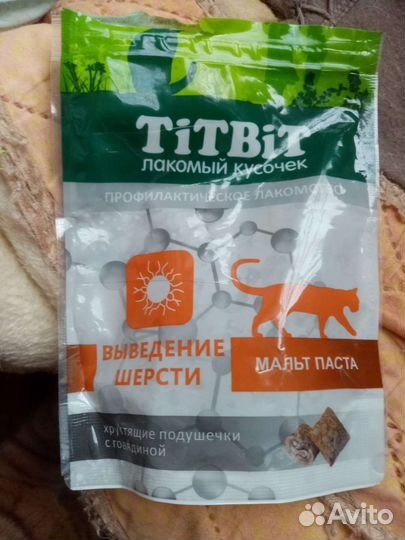 TiTBiT
лакомый кусочек
ПРОФИЛАКТИЧЕСКОЕ ЛАКОМСТВО
ВЫВЕДЕНИЕ
ШЕРСТИ
МАЛЬТ ПАСТА
хрустящие подушечки
с говядиной
Avito